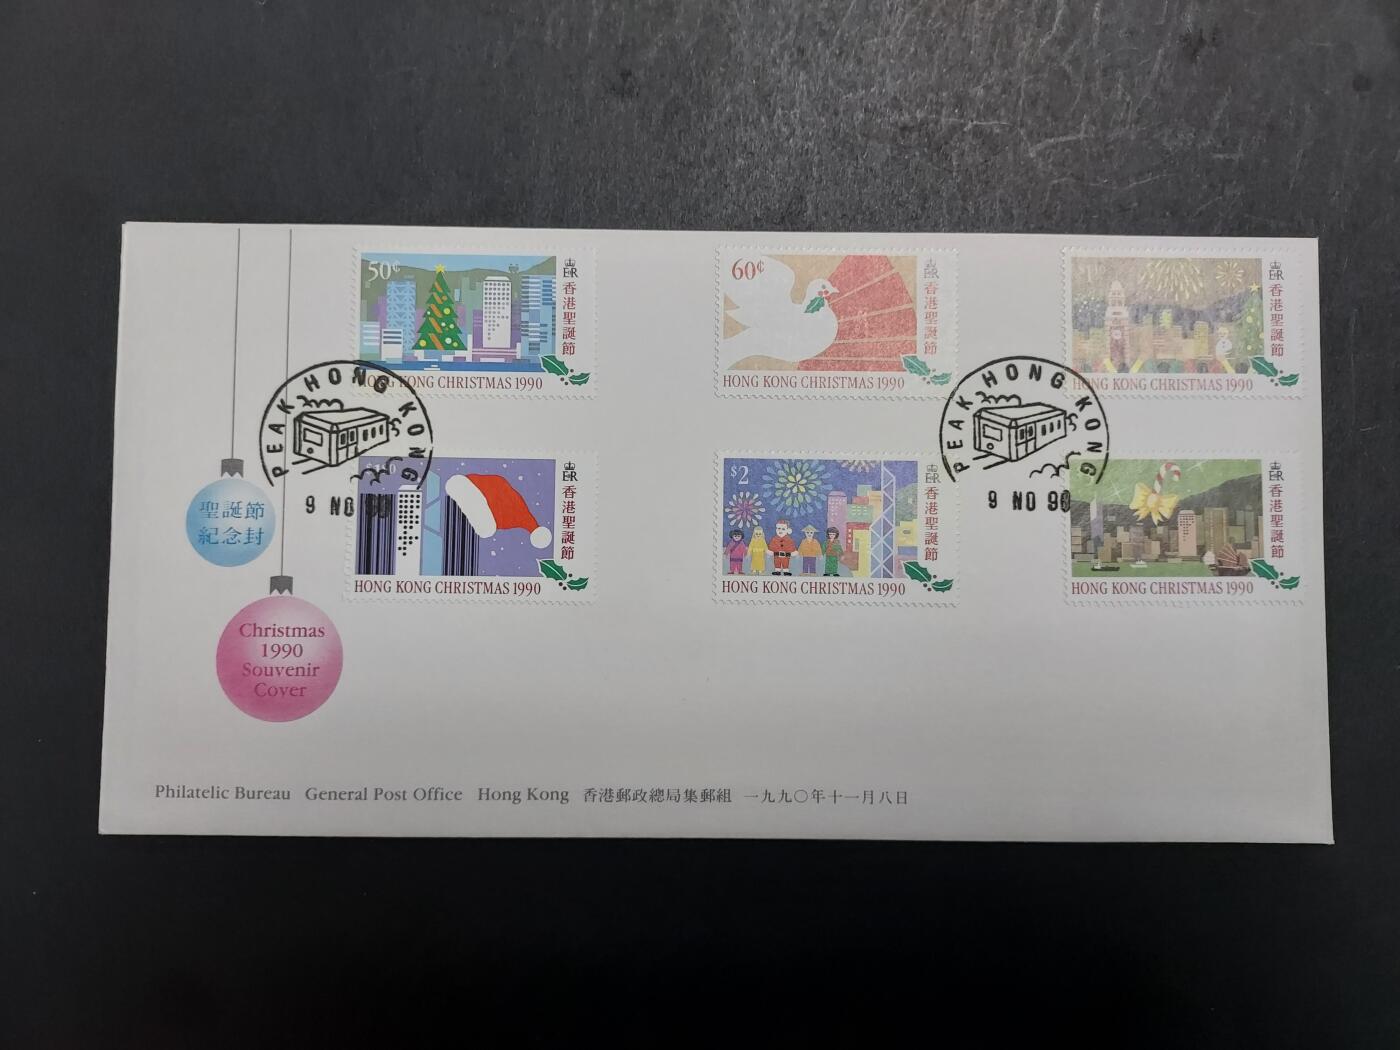 50¢
ER
香港聖誕節
HONG KONG CHRISTMAS 1990
60¢
ER
香港聖誕節
HONG KONG CHRISTMAS 1990
ER
香港聖誕節
HONG KONG CHRISTMAS 1990
PEAK HONG KONG
9 NO 90
PEAK HONG KONG
9 NO 90
HONG KONG CHRISTMAS 1990
香港聖誕節
$2
ER
香港聖誕節
HONG KONG CHRISTMAS 1990
ER
香港聖誕節
HONG KONG CHRISTMAS 1990
聖誕節
紀念封
Christmas
1990
Souvenir
Cover
Philatelic Bureau General Post Office Hong Kong 香港郵政總局集郵組 一九九〇年十一月八日